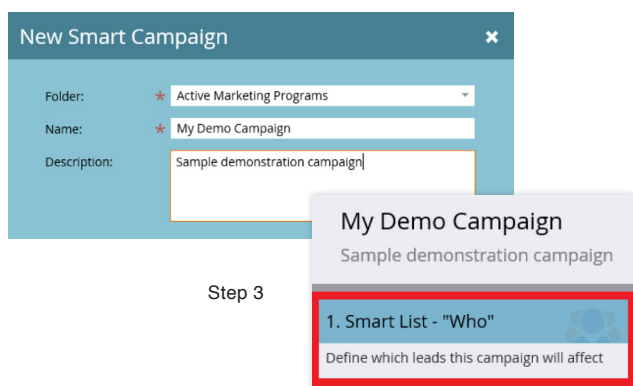 New Smart Campaign
Folder: * Active Marketing Programs
Name: * My Demo Campaign
Description: Sample demonstration campaign
My Demo Campaign
Sample demonstration campaign
Step 3
1. Smart List - "Who"
Define which leads this campaign will affect